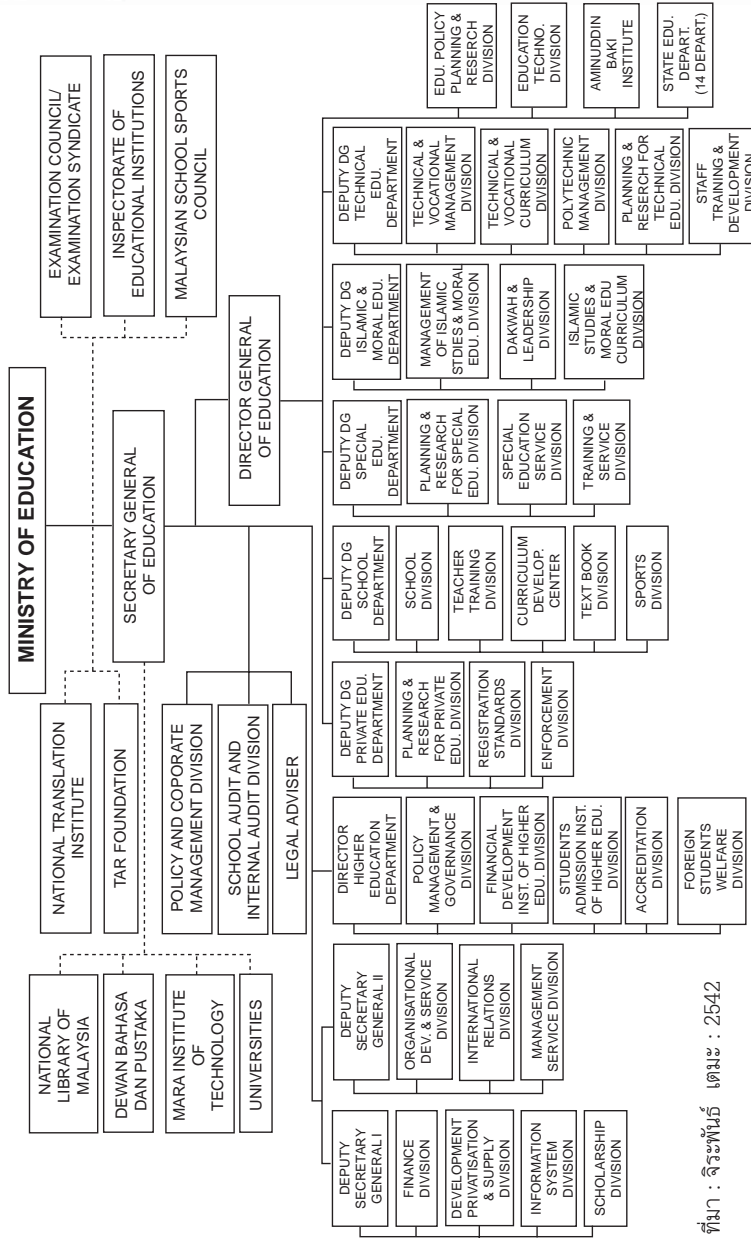 MINISTRY OF EDUCATION
EXAMINATION COUNCIL/
EXAMINATION SYNDICATE
INSPECTORATE OF
EDUCATIONAL INSTITUTIONS
MALAYSIAN SCHOOL SPORTS
COUNCIL
NATIONAL TRANSLATION
INSTITUTE
TAR FOUNDATION
SECRETARY GENERAL
OF EDUCATION
NATIONAL
LIBRARY OF
MALAYSIA
DEWAN BAHASA
DAN PUSTAKA
MARA INSTITUTE
OF
TECHNOLOGY
UNIVERSITIES
POLICY AND COPORATE
MANAGEMENT DIVISION
SCHOOL AUDIT AND
INTERNAL AUDIT DIVISION
LEGAL ADVISER
DIRECTOR GENERAL
OF EDUCATION
DEPUTY
SECRETARY
GENERAL I
FINANCE
DIVISION
DEVELOPMENT
PRIVATISATION
& SUPPLY
DIVISION
INFORMATION
SYSTEM
DIVISION
SCHOLARSHIP
DIVISION
DEPUTY
SECRETARY
GENERAL II
ORGANISATIONAL
DEV. & SERVICE
DIVISION
INTERNATIONAL
RELATIONS
DIVISION
MANAGEMENT
SERVICE DIVISION
DIRECTOR
HIGHER
EDUCATION
DEPARTMENT
POLICY
MANAGEMENT &
GOVERNANCE
DIVISION
FINANCIAL
DEVELOPMENT
INST. OF HIGHER
EDU. DIVISION
STUDENTS
ADMISSION INST.
OF HIGHER EDU.
DIVISION
ACCREDITATION
DIVISION
FOREIGN
STUDENTS
WELFARE
DIVISION
DEPUTY DG
PRIVATE EDU.
DEPARTMENT
PLANNING &
RESEARCH
FOR PRIVATE
EDU. DIVISION
REGISTRATION
STANDARDS
DIVISION
ENFORCEMENT
DIVISION
DEPUTY DG
SCHOOL
DEPARTMENT
SCHOOL
DIVISION
TEACHER
TRAINING
DIVISION
CURRICULUM
DEVELOP.
CENTER
TEXT BOOK
DIVISION
SPORTS
DIVISION
DEPUTY DG
SPECIAL
EDU.
DEPARTMENT
PLANNING &
RESEARCH
FOR SPECIAL
EDU. DIVISION
SPECIAL
EDUCATION
SERVICE
DIVISION
TRAINING &
SERVICE
DIVISION
DEPUTY DG
ISLAMIC &
MORAL EDU.
DEPARTMENT
MANAGEMENT
OF ISLAMIC
STDIES & MORAL
EDU. DIVISION
DAKWAH &
LEADERSHIP
DIVISION
ISLAMIC
STUDIES &
MORAL EDU
CURRICULUM
DIVISION
DEPUTY DG
TECHNICAL
EDU.
DEPARTMENT
TECHNICAL &
VOCATIONAL
MANAGEMENT
DIVISION
TECHNICIAL &
VOCATIONAL
CURRICULUM
DIVISION
POLYTECHNIC
MANAGEMENT
DIVISION
PLANNING &
RESERCH FOR
TECHNICAL
EDU. DIVISION
STAFF
TRAINING &
DEVELOPMENT
DIVISION
EDU. POLICY
PLANNING &
RESERCH
DIVISION
EDUCATION
TECHNO.
DIVISION
AMINUDDIN
BAKI
INSTITUTE
STATE EDU.
DEPART.
(14 DEPART.)
ที่มา : จิระพันธ์ เดมะ : 2542